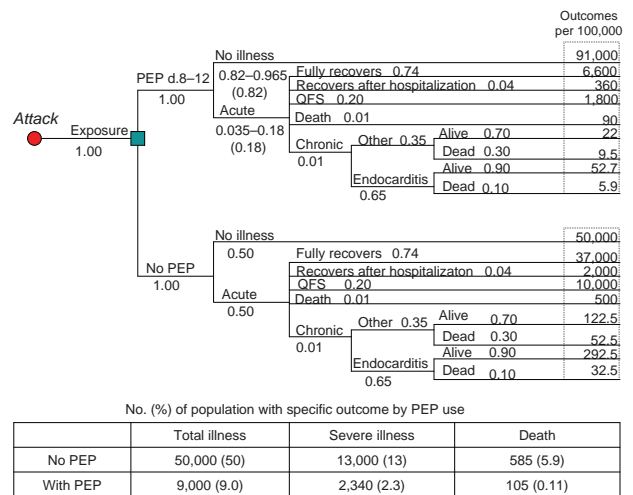 Outcomes
per 100,000
No illness 91,000
PEP d.8–12 0.82–0.965 Fully recovers 0.74 6,600
(0.82) Recovers after hospitalization 0.04 360
1.00 QFS 0.20 1,800
Acute Death 0.01 90
Attack 0.035–0.18 Alive 0.70 22
Exposure (0.18) Chronic Other 0.35
1.00 0.01 Dead 0.30 9.5
Alive 0.90 52.7
Endocarditis Dead 0.10 5.9
0.65
No illness 50,000
0.50 Fully recovers 0.74 37,000
No PEP Recovers after hospitalizaton 0.04 2,000
1.00 QFS 0.20 10,000
Acute Death 0.01 500
0.50 Alive 0.70 122.5
Chronic Other 0.35
0.01 Dead 0.30 52.5
Alive 0.90 292.5
Endocarditis Dead 0.10 32.5
0.65
No. (%) of population with specific outcome by PEP use
Total illness Severe illness Death
No PEP 50,000 (50) 13,000 (13) 585 (5.9)
With PEP 9,000 (9.0) 2,340 (2.3) 105 (0.11)